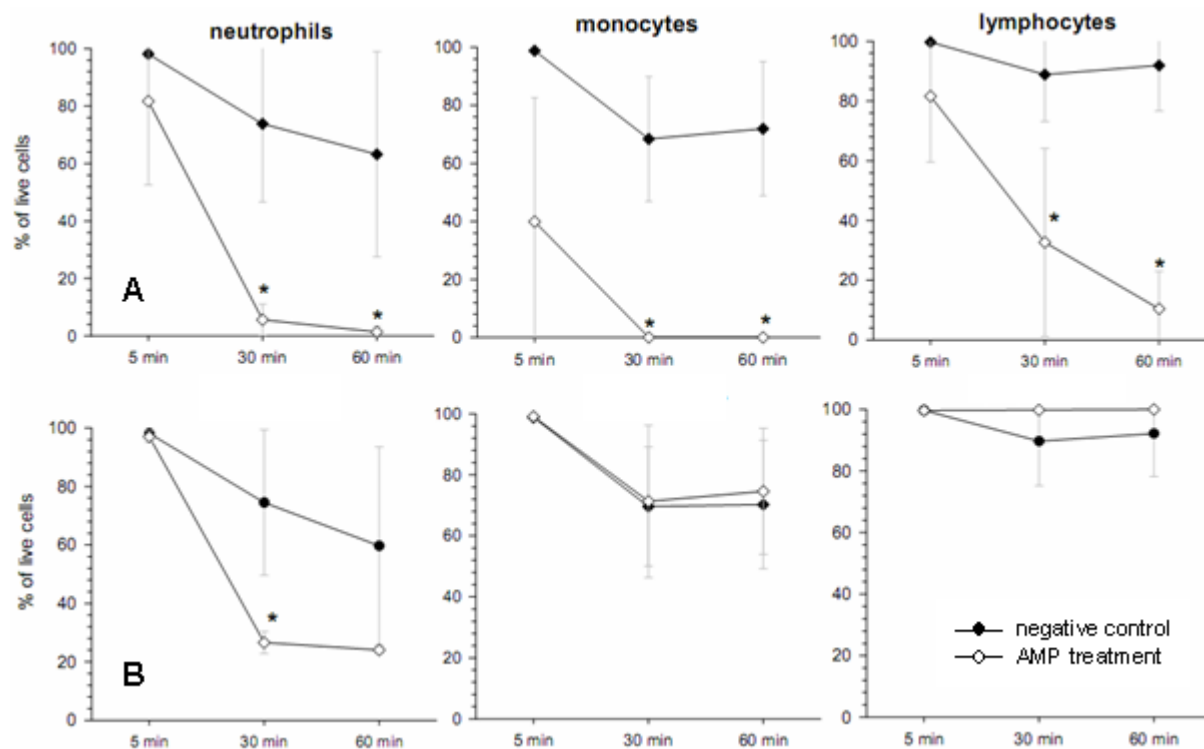 neutrophils
monocytes
lymphocytes
% of live cells
100
80
60
40
20
0
A
*
*
5 min
30 min
60 min
100
80
60
40
20
0
*
*
5 min
30 min
60 min
100
80
60
40
20
0
*
*
5 min
30 min
60 min
% of live cells
100
80
60
40
20
0
B
*
5 min
30 min
60 min
100
80
60
40
20
0
5 min
30 min
60 min
100
80
60
40
20
0
negative control
AMP treatment
5 min
30 min
60 min